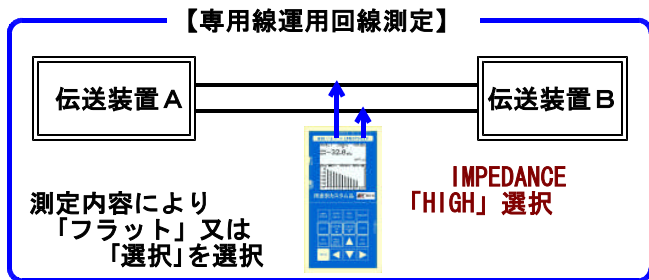 【専用線運用回線測定】
伝送装置A
伝送装置B
-32.0
IMPEDANCE
「HIGH」選択
測定内容により
「フラット」又は
「選択」を選択